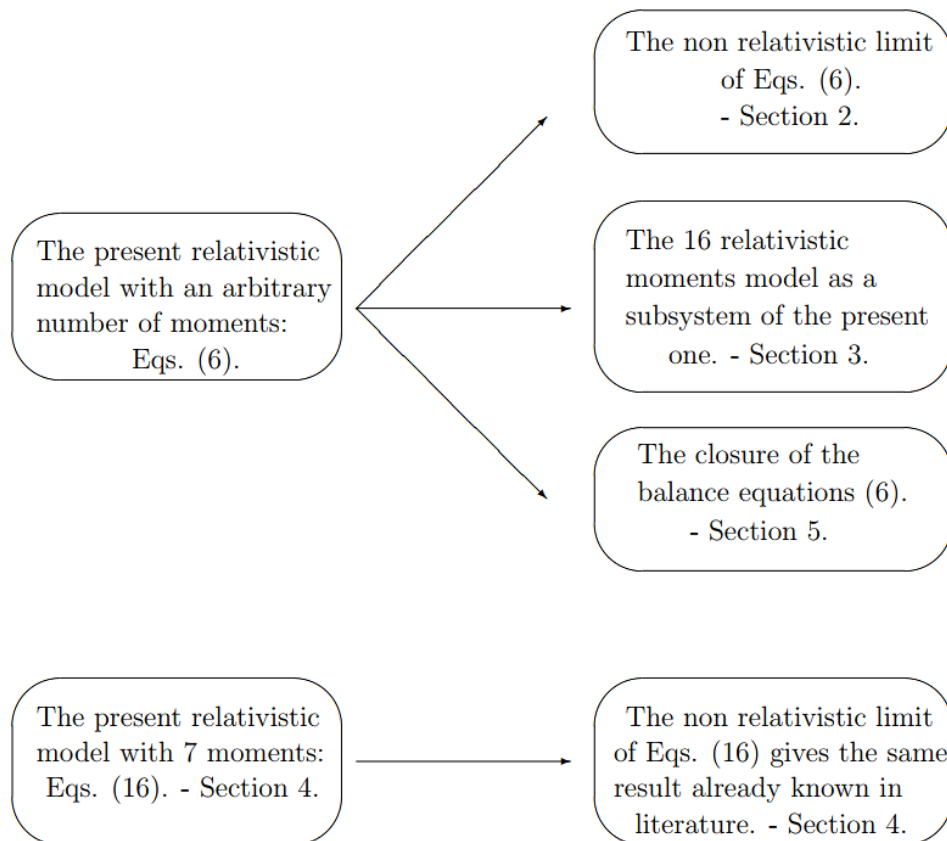 The non relativistic limit
of Eqs. (6).
- Section 2.
The present relativistic
model with an arbitrary
number of moments:
Eqs. (6).
The 16 relativistic
moments model as a
subsystem of the present
one. - Section 3.
The closure of the
balance equations (6).
- Section 5.
The present relativistic
model with 7 moments:
Eqs. (16). - Section 4.
The non relativistic limit
of Eqs. (16) gives the same
result already known in
literature. - Section 4.